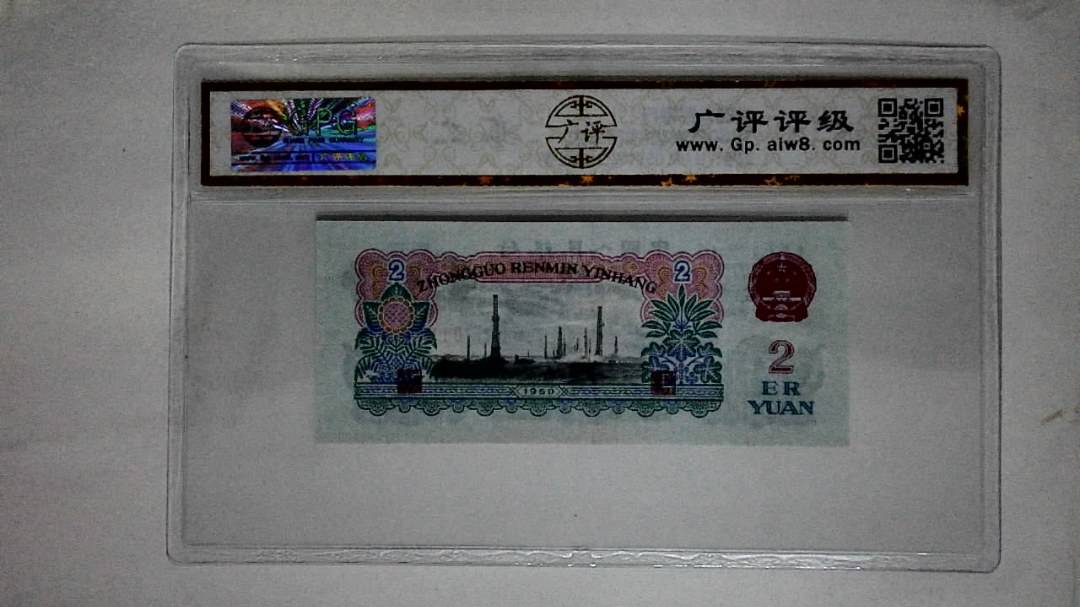 GPG
广评
广评评级
www. Gp. aiw8. com
2
ZHONGGUO RENMIN YINHANG
2
2
ER
YUAN
1960